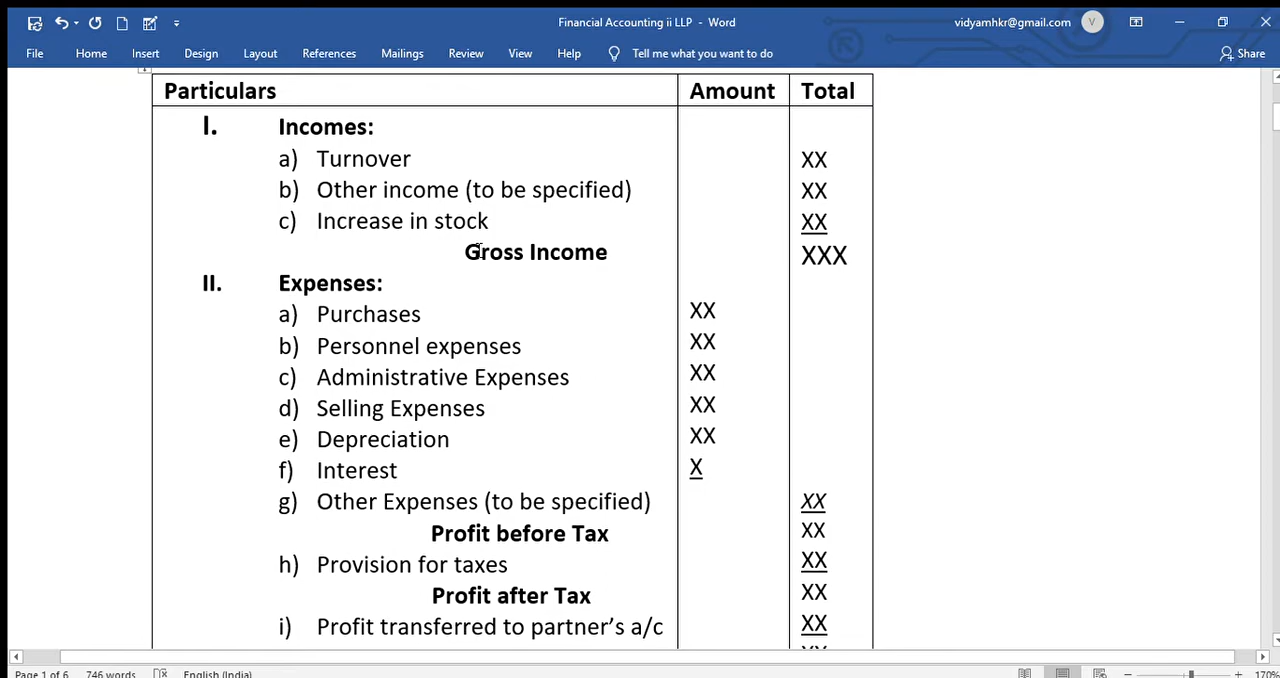 Financial Accounting ii LLP - Word
vidyamhkr@gmail.com V
File Home Insert Design Layout References Mailings Review View Help Tell me what you want to do Share
Particulars Amount Total
I. Incomes:
a) Turnover XX
b) Other income (to be specified) XX
c) Increase in stock XX
Gross Income XXX
II. Expenses:
a) Purchases XX
b) Personnel expenses XX
c) Administrative Expenses XX
d) Selling Expenses XX
e) Depreciation XX
f) Interest X
g) Other Expenses (to be specified) XX
Profit before Tax XX
h) Provision for taxes XX
Profit after Tax XX
i) Profit transferred to partner’s a/c XX
Page 1 of 6 746 words English (India) 170%